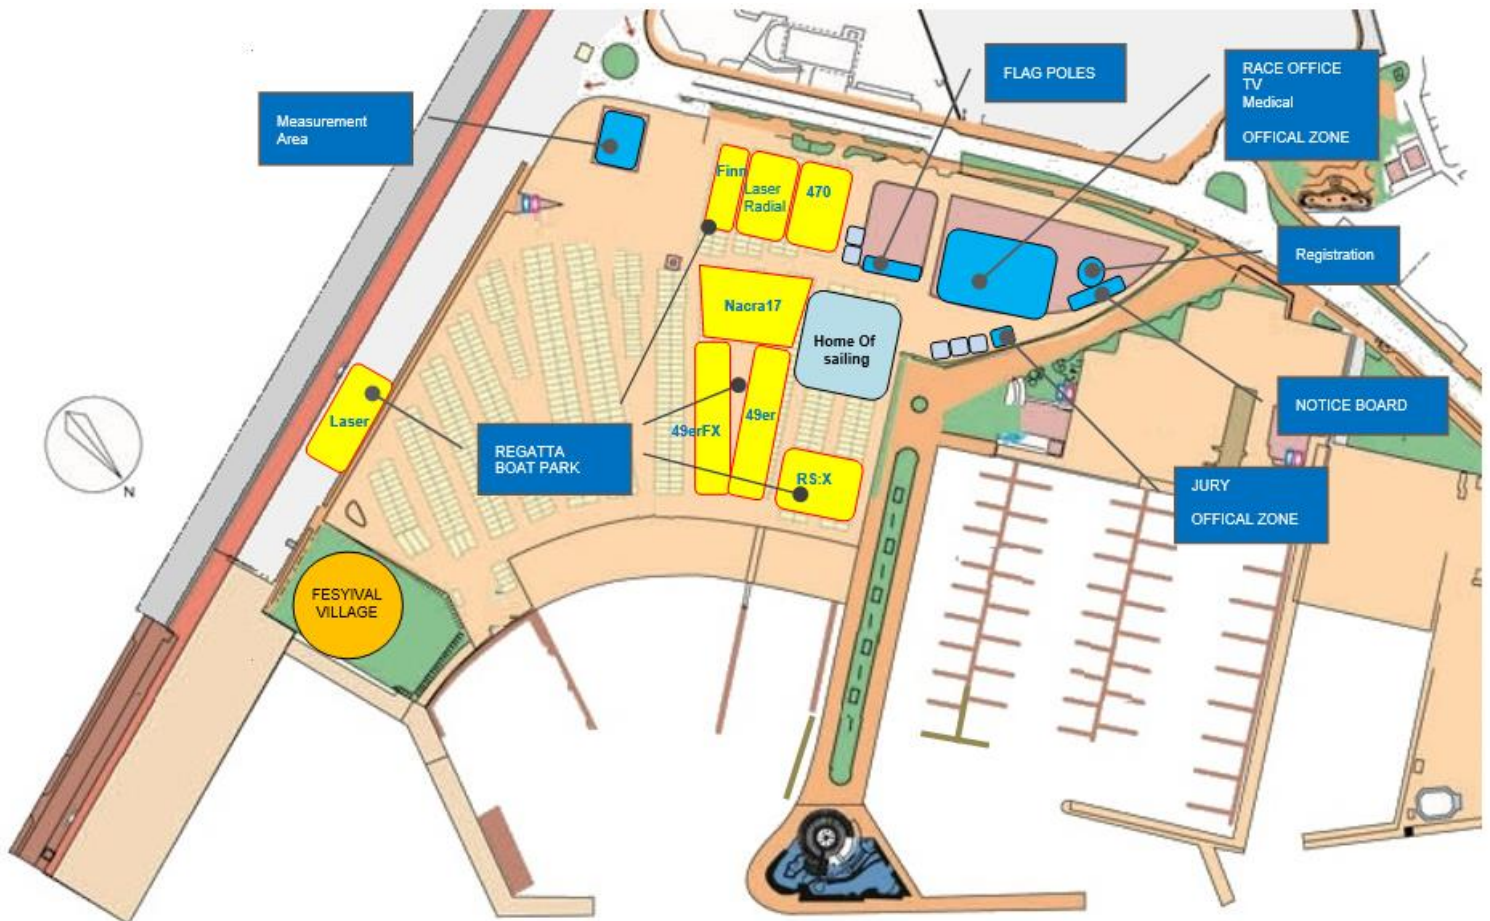 FLAG POLES
RACE OFFICE
TV
Medical
OFFICAL ZONE
Measurement
Area
Finn
Laser
Radial
470
Registration
Nacra17
Home Of
sailing
Laser
49erFX
49er
NOTICE BOARD
REGATTA
BOAT PARK
RS:X
JURY
OFFICAL ZONE
N
FESYIVAL
VILLAGE